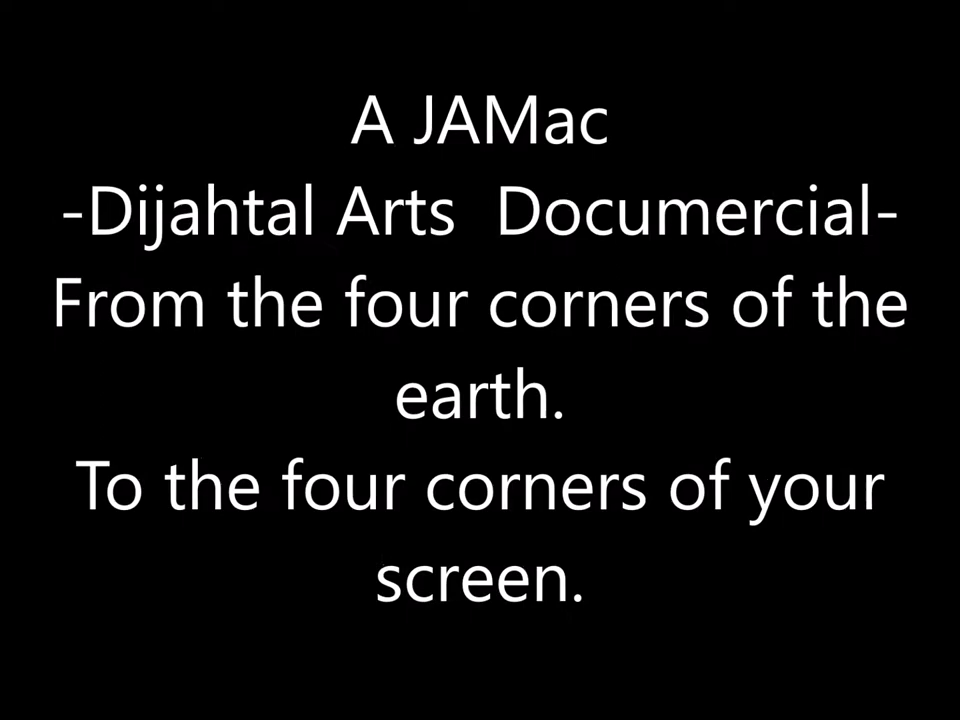 A JAMac
-Dijahtal Arts  Documercial-
From the four corners of the
earth.
To the four corners of your
screen.